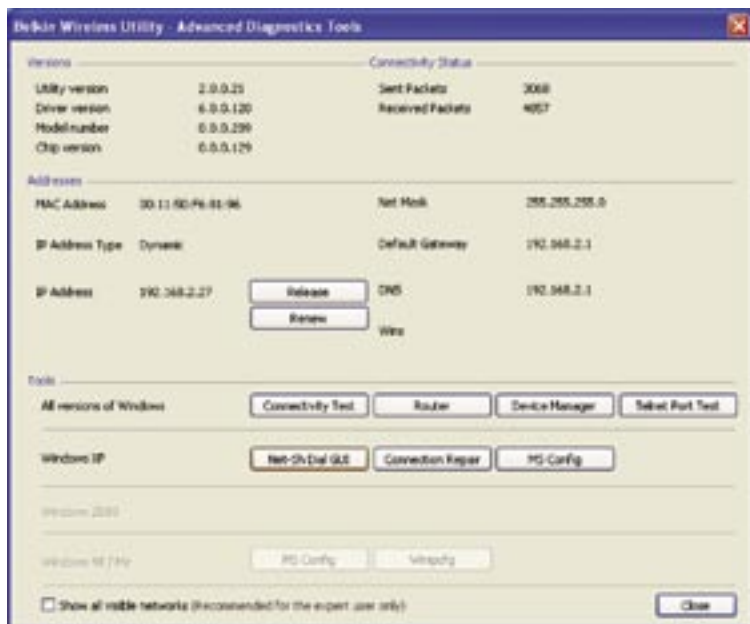 Belkin Wireless Utility - Advanced Diagnostics Tools
Versions
Utility version 2.0.0.21
Driver version 6.0.0.120
Model number 0.0.0.299
Chip version 0.0.0.129
Connectivity Status
Sent Packets 3068
Received Packets 4057
Addresses
MAC Address
IP Address Type Dynamic
IP Address 192.168.2.27
Release
Renew
Net Mask 255.255.255.0
Default Gateway 192.168.2.1
DNS 192.168.2.1
Wins
Tools
All versions of Windows Connectivity Test Router Device Manager Telnet Port Test
Windows XP Net-Sh Dial GUI Connection Repair MS Config
Windows 2000
Windows 98 / Me MS Config Winipcfg
Show all visible networks (Recommended for the expert user only)
Close